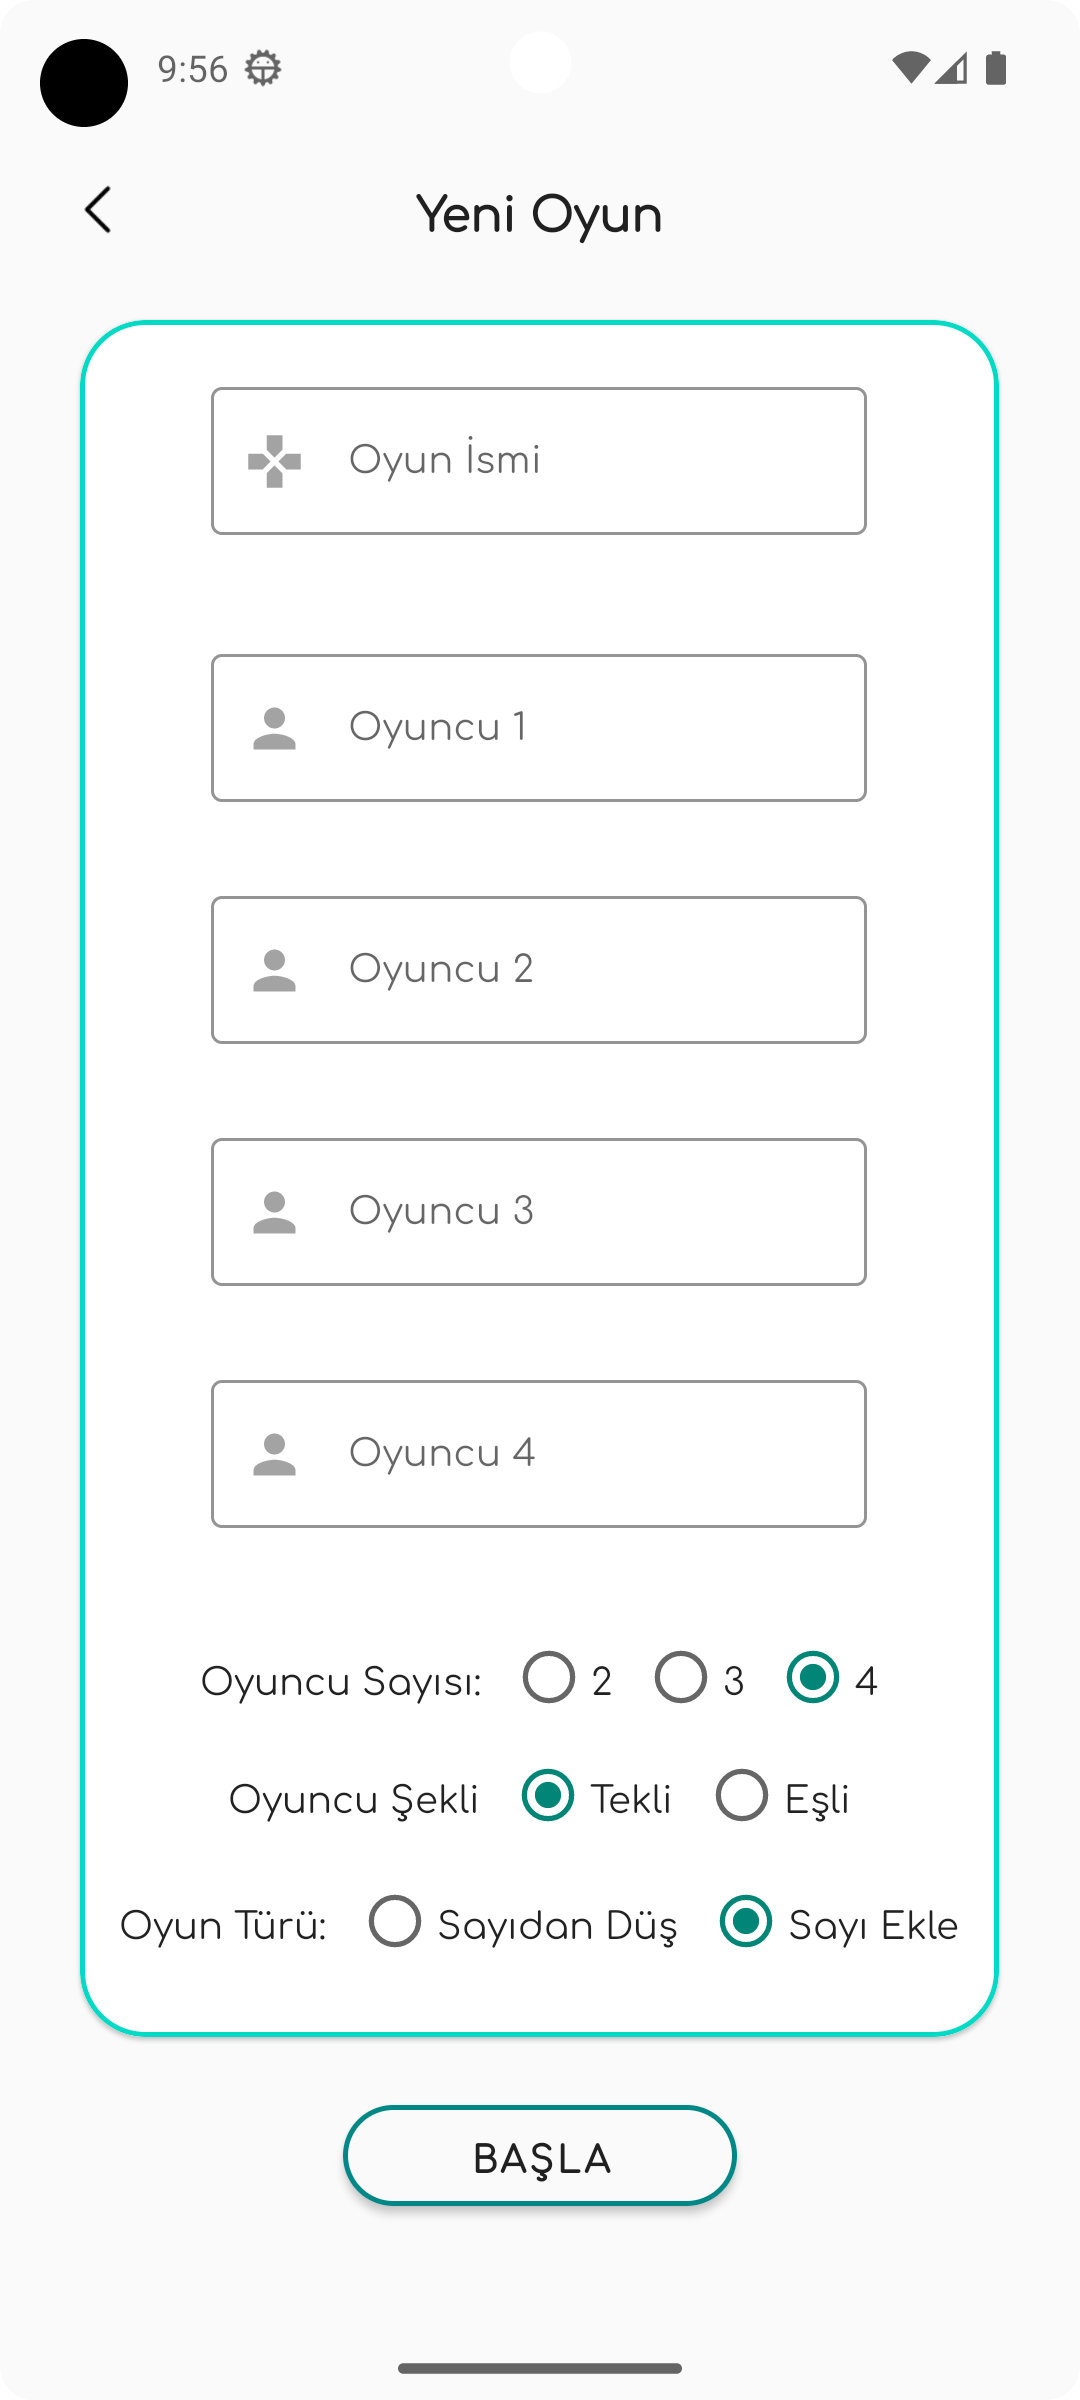 9:56
Yeni Oyun
Oyun İsmi
Oyuncu 1
Oyuncu 2
Oyuncu 3
Oyuncu 4
Oyuncu Sayısı: 2 3 4
Oyuncu Şekli Tekli Eşli
Oyun Türü: Sayıdan Düş Sayı Ekle
BAŞLA